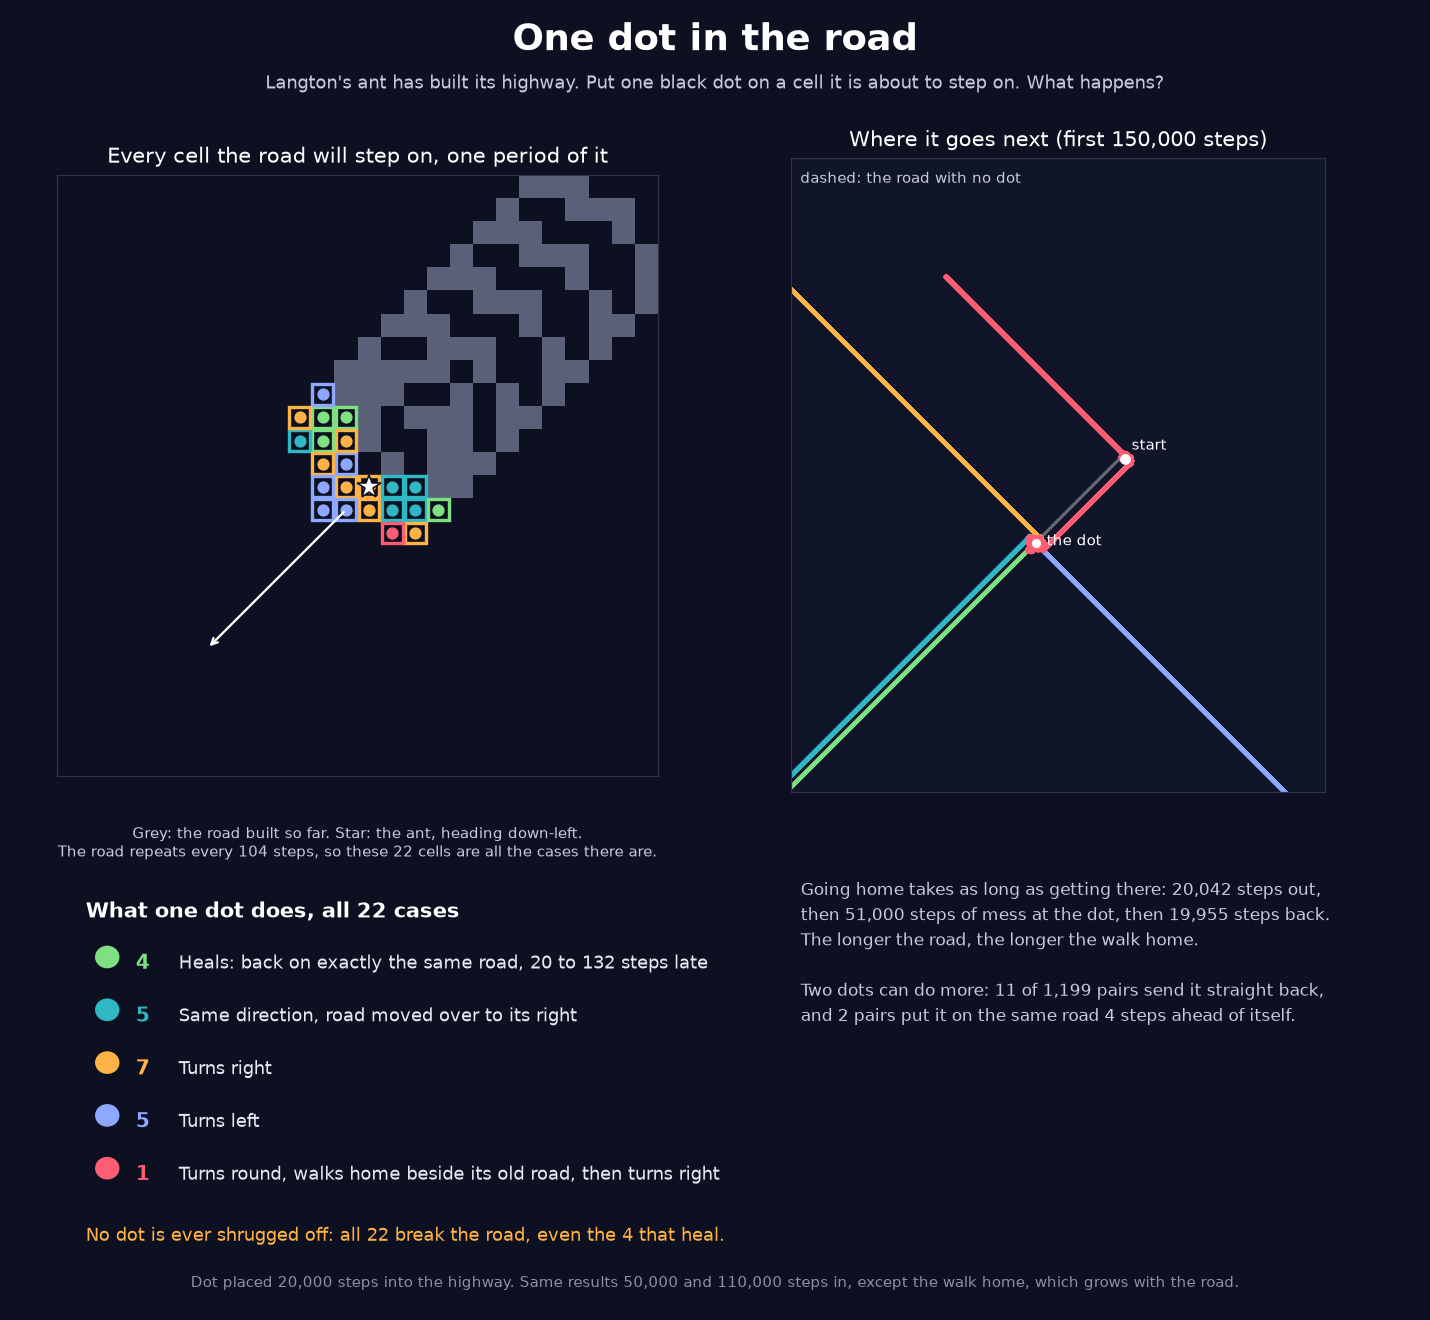 One dot in the road
Langton's ant has built its highway. Put one black dot on a cell it is about to step on. What happens?
Every cell the road will step on, one period of it
Where it goes next (first 150,000 steps)
dashed: the road with no dot
start
the dot
Grey: the road built so far. Star: the ant, heading down-left.
The road repeats every 104 steps, so these 22 cells are all the cases there are.
What one dot does, all 22 cases
4 Heals: back on exactly the same road, 20 to 132 steps late
5 Same direction, road moved over to its right
7 Turns right
5 Turns left
1 Turns round, walks home beside its old road, then turns right
No dot is ever shrugged off: all 22 break the road, even the 4 that heal.
Going home takes as long as getting there: 20,042 steps out,
then 51,000 steps of mess at the dot, then 19,955 steps back.
The longer the road, the longer the walk home.
Two dots can do more: 11 of 1,199 pairs send it straight back,
and 2 pairs put it on the same road 4 steps ahead of itself.
Dot placed 20,000 steps into the highway. Same results 50,000 and 110,000 steps in, except the walk home, which grows with the road.